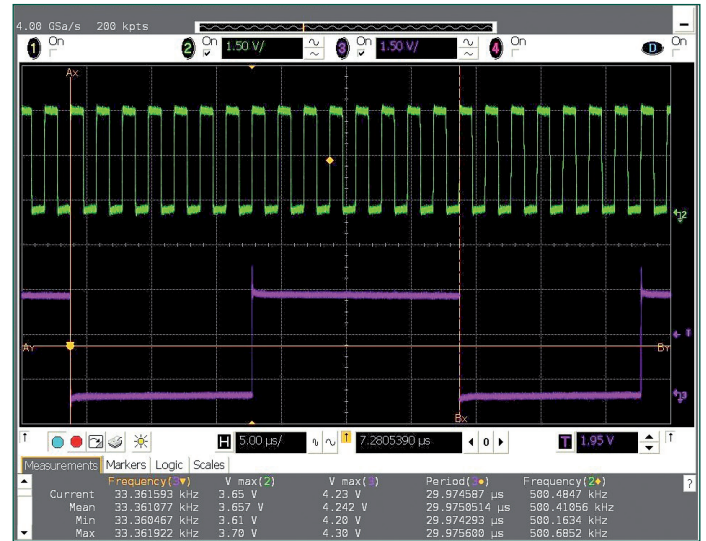 4.00 GSa/s 200 kpts
1 On 2 On 1.50 V/ 3 On 1.50 V/ 4 On D On
Ax
2
T
Ay By
3
Bx
T H 5.00 µs/ T 7.2805390 µs 0 T 1.95 V T
Measurements Markers Logic Scales
Frequency(3) V max(2) V max(3) Period(3) Frequency(2) ?
Current 33.361593 kHz 3.65 V 4.23 V 29.974587 µs 500.4847 kHz
Mean 33.361077 kHz 3.657 V 4.242 V 29.9750514 µs 500.41056 kHz
Min 33.360467 kHz 3.61 V 4.20 V 29.974293 µs 500.1634 kHz
Max 33.361922 kHz 3.70 V 4.30 V 29.975600 µs 500.6852 kHz